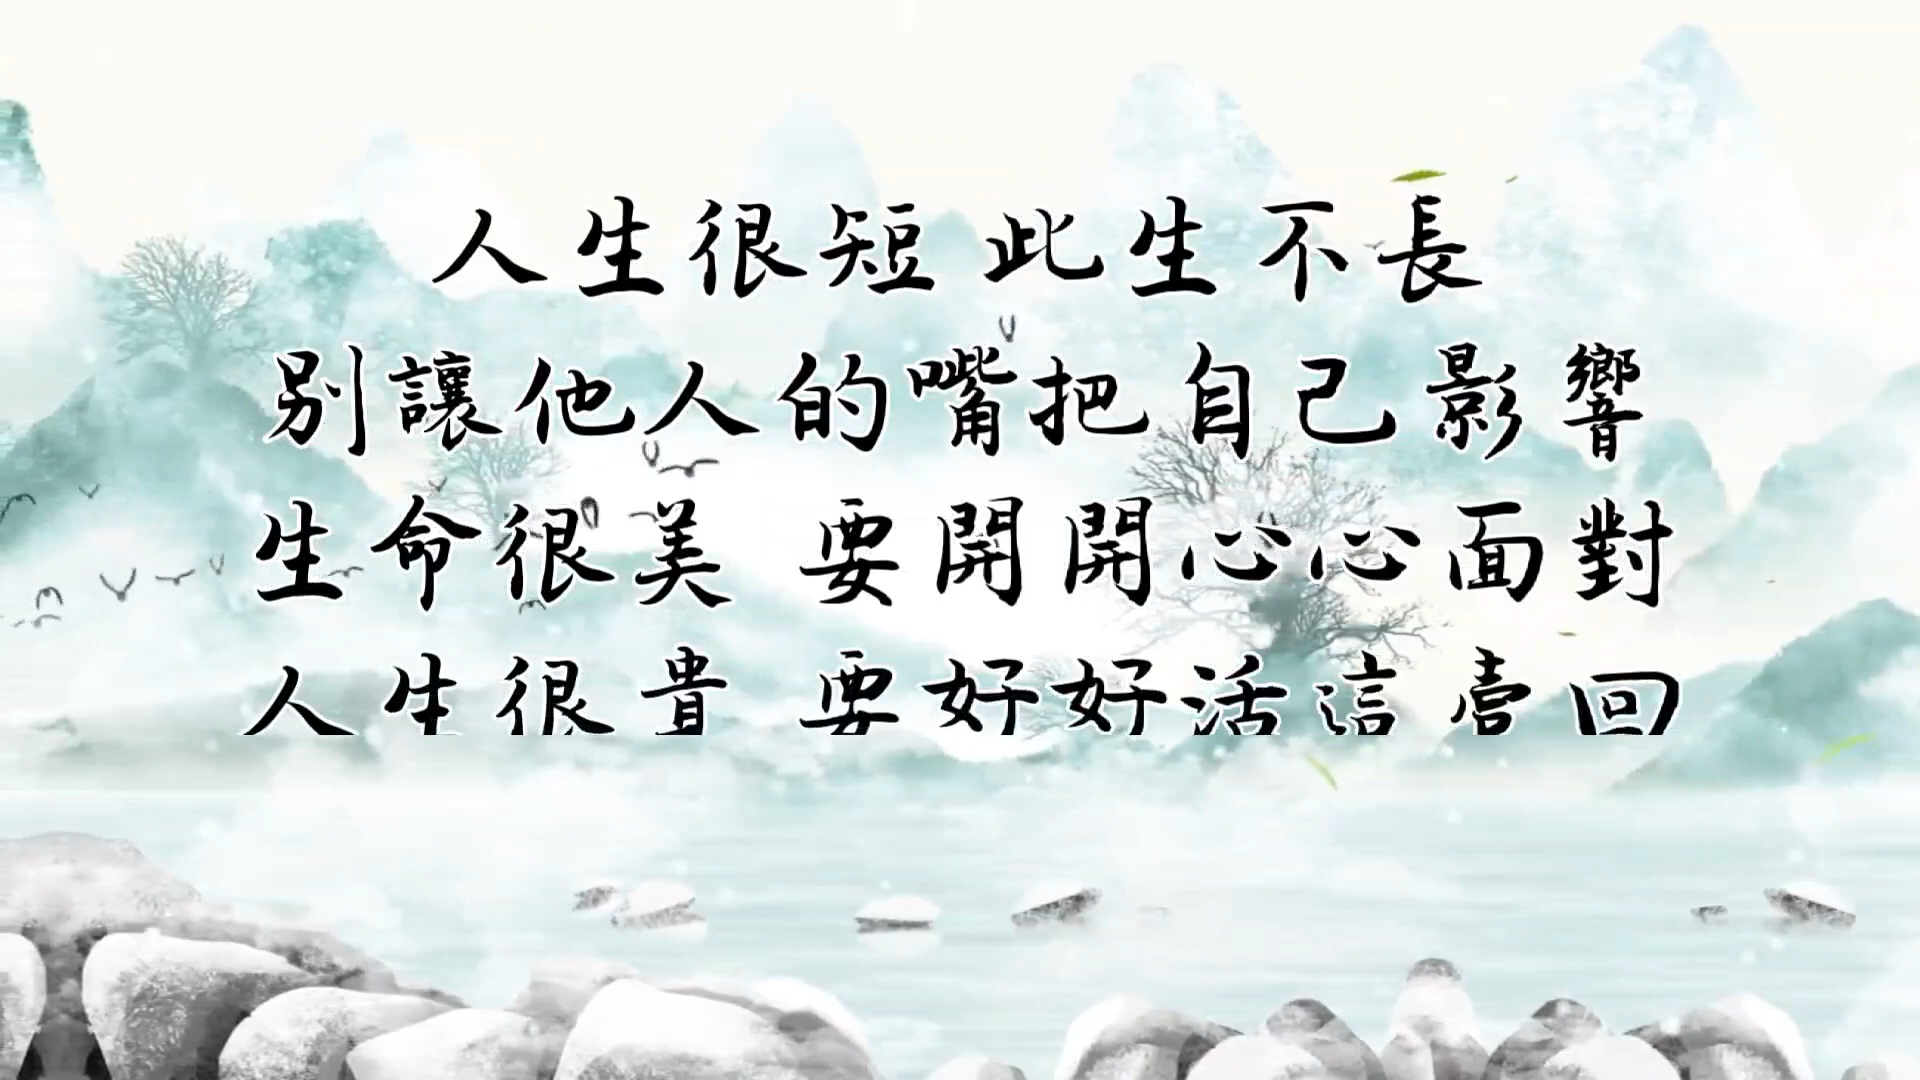 人生很短 此生不長
別讓他人的嘴把自己影響
生命很美 要開開心心面對
人生很貴 要好好活這壹回